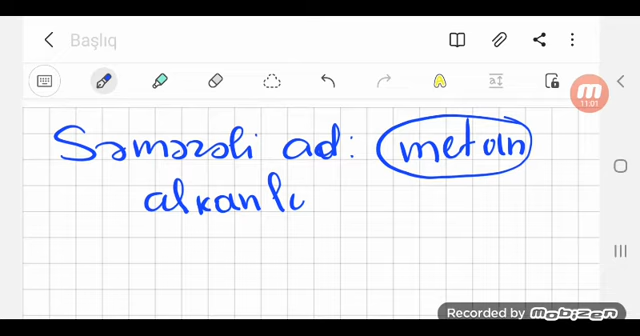 Başlıq
11:01
Səmərəli ad: metan
alkanlı
Recorded by mobizen